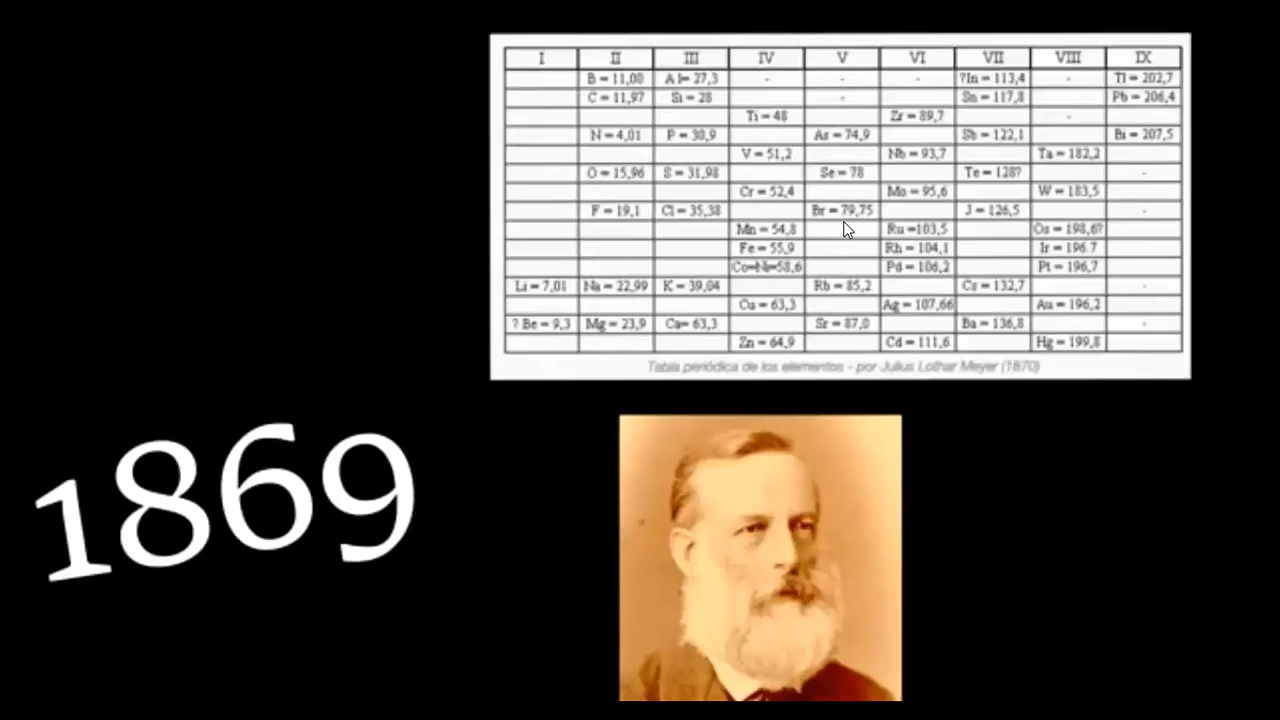 I II III IV V VI VII VIII IX
B = 11,00 Al = 27,3 - - - ?In = 113,4 - Tl = 202,7
C = 11,97 Si = 28 - Sn = 117,8 Pb = 206,4
Ti = 48 Zr = 89,7 -
N = 4,01 P = 30,9 As = 74,9 Sb = 122,1 Bi = 207,5
V = 51,2 Nb = 93,7 Ta = 182,2
O = 15,96 S = 31,98 Se = 78 Te = 128? -
Cr = 52,4 Mo = 95,6 W = 183,5
F = 19,1 Cl = 35,38 Br = 79,75 J = 126,5 -
Mn = 54,8 Ru =103,5 Os = 198,6?
Fe = 55,9 Rh = 104,1 Ir = 196.7
Co=Ni=58,6 Pd = 106,2 Pt = 196,7
Li = 7,01 Na = 22,99 K = 39,04 Rb = 85,2 Cs = 132,7 -
Cu = 63,3 Ag = 107,66 Au = 196,2
? Be = 9,3 Mg = 23,9 Ca= 63,3 Sr = 87,0 Ba = 136,8 -
Zn = 64,9 Cd = 111,6 Hg = 199,8
Tabla periódica de los elementos - por Julius Lothar Meyer (1870)
1869